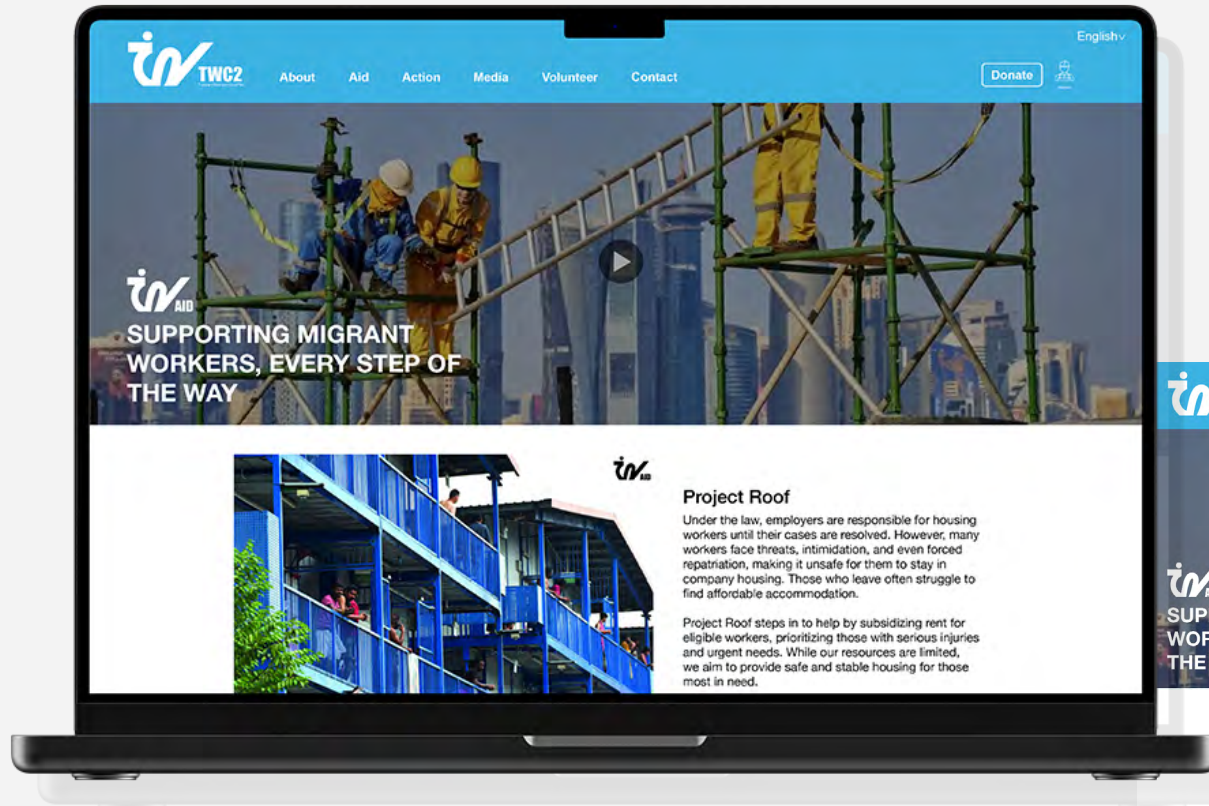 English
TWC2
About Aid Action Media Volunteer Contact
Donate
AID
SUPPORTING MIGRANT
WORKERS, EVERY STEP OF
THE WAY
AID
Project Roof
Under the law, employers are responsible for housing
workers until their cases are resolved. However, many
workers face threats, intimidation, and even forced
repatriation, making it unsafe for them to stay in
company housing. Those who leave often struggle to
find affordable accommodation.
Project Roof steps in to help by subsidizing rent for
eligible workers, prioritizing those with serious injuries
and urgent needs. While our resources are limited,
we aim to provide safe and stable housing for those
most in need.
SUP
WOR
THE